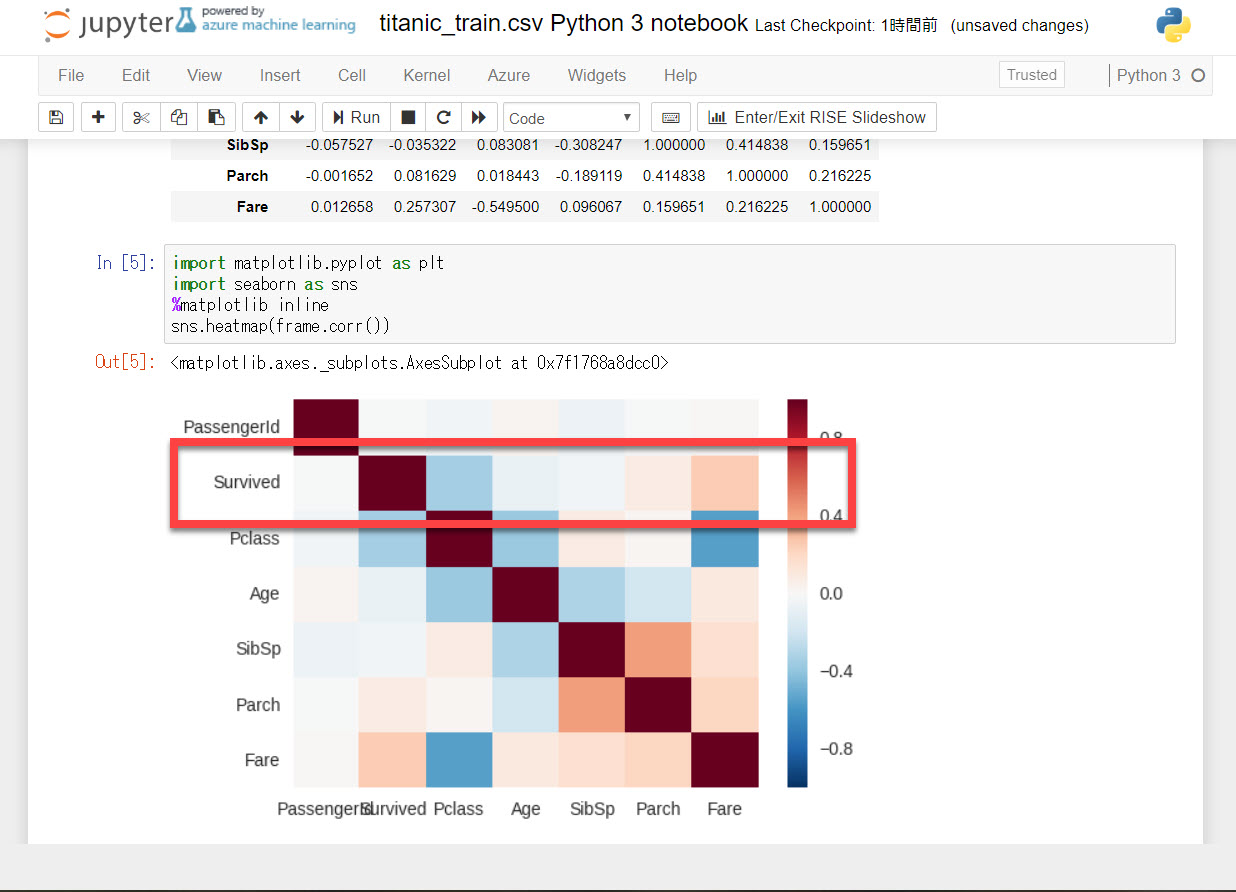 jupyter powered by
azure machine learning
titanic_train.csv Python 3 notebook Last Checkpoint: 1時間前 (unsaved changes)
File Edit View Insert Cell Kernel Azure Widgets Help Trusted Python 3
Run Code Enter/Exit RISE Slideshow
SibSp -0.057527 -0.035322 0.083081 -0.308247 1.000000 0.414838 0.159651
Parch -0.001652 0.081629 0.018443 -0.189119 0.414838 1.000000 0.216225
Fare 0.012658 0.257307 -0.549500 0.096067 0.159651 0.216225 1.000000
In [5]: import matplotlib.pyplot as plt
import seaborn as sns
%matplotlib inline
sns.heatmap(frame.corr())
Out[5]: <matplotlib.axes._subplots.AxesSubplot at 0x7f1768a8dcc0>
PassengerId
0.8
Survived
0.4
Pclass
Age 0.0
SibSp
−0.4
Parch
−0.8
Fare
PassengerId Survived Pclass Age SibSp Parch Fare